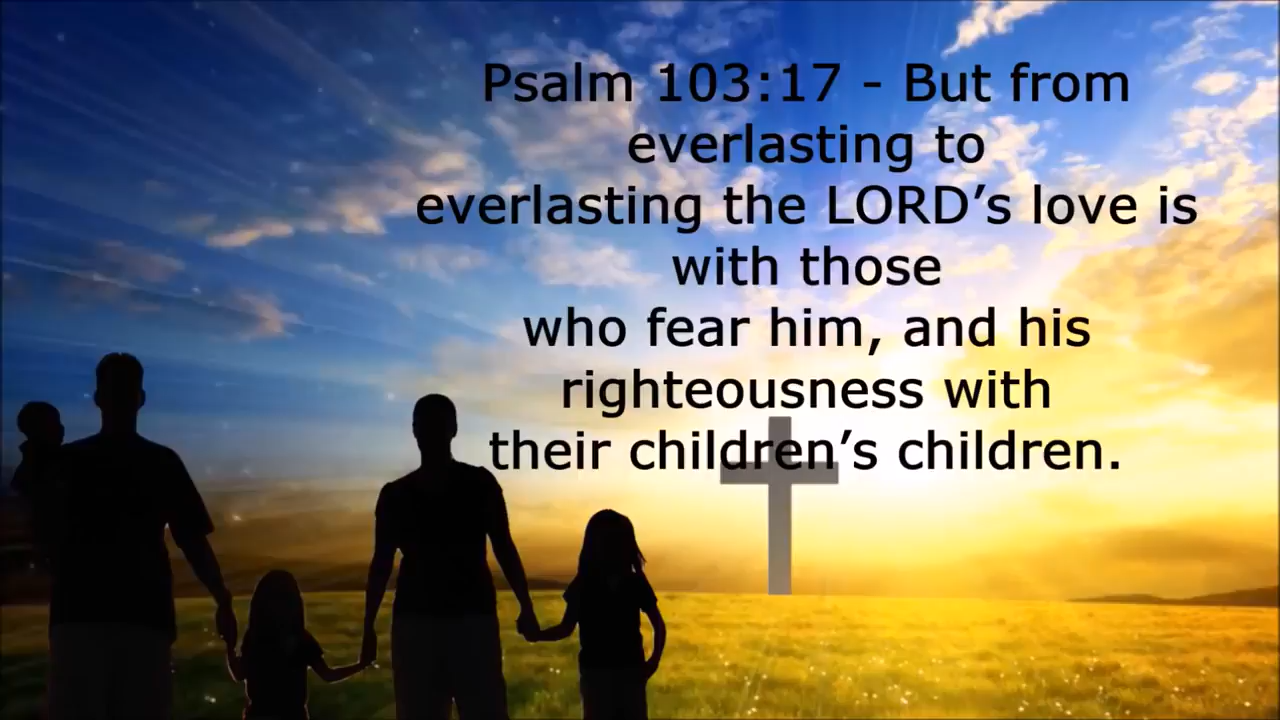 Psalm 103:17 - But from
everlasting to
everlasting the LORD’s love is
with those
who fear him, and his
righteousness with
their children’s children.